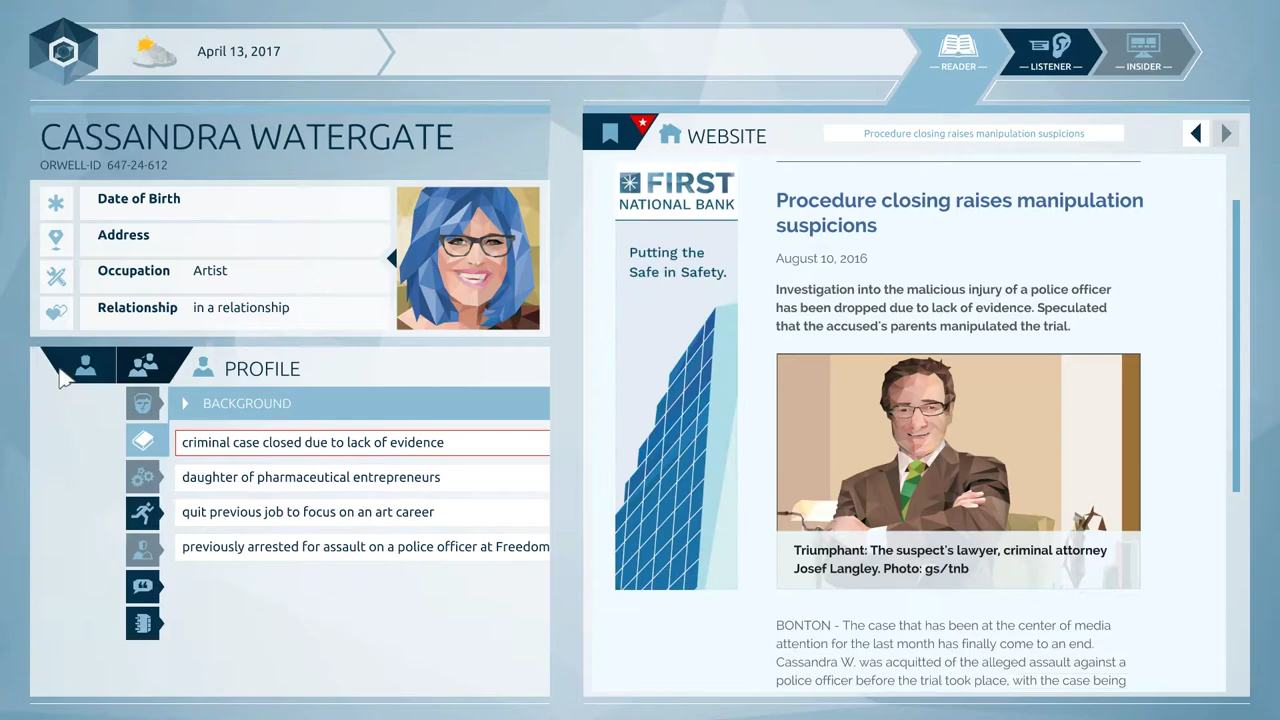 April 13, 2017
— READER —
— LISTENER —
— INSIDER —
CASSANDRA WATERGATE
ORWELL-ID 647-24-612
Date of Birth
Address
Occupation Artist
Relationship in a relationship
PROFILE
BACKGROUND
criminal case closed due to lack of evidence
daughter of pharmaceutical entrepreneurs
quit previous job to focus on an art career
previously arrested for assault on a police officer at Freedom
WEBSITE
Procedure closing raises manipulation suspicions
FIRST
NATIONAL BANK
Putting the
Safe in Safety.
Procedure closing raises manipulation
suspicions
August 10, 2016
Investigation into the malicious injury of a police officer
has been dropped due to lack of evidence. Speculated
that the accused's parents manipulated the trial.
Triumphant: The suspect's lawyer, criminal attorney
Josef Langley. Photo: gs/tnb
BONTON - The case that has been at the center of media
attention for the last month has finally come to an end.
Cassandra W. was acquitted of the alleged assault against a
police officer before the trial took place, with the case being